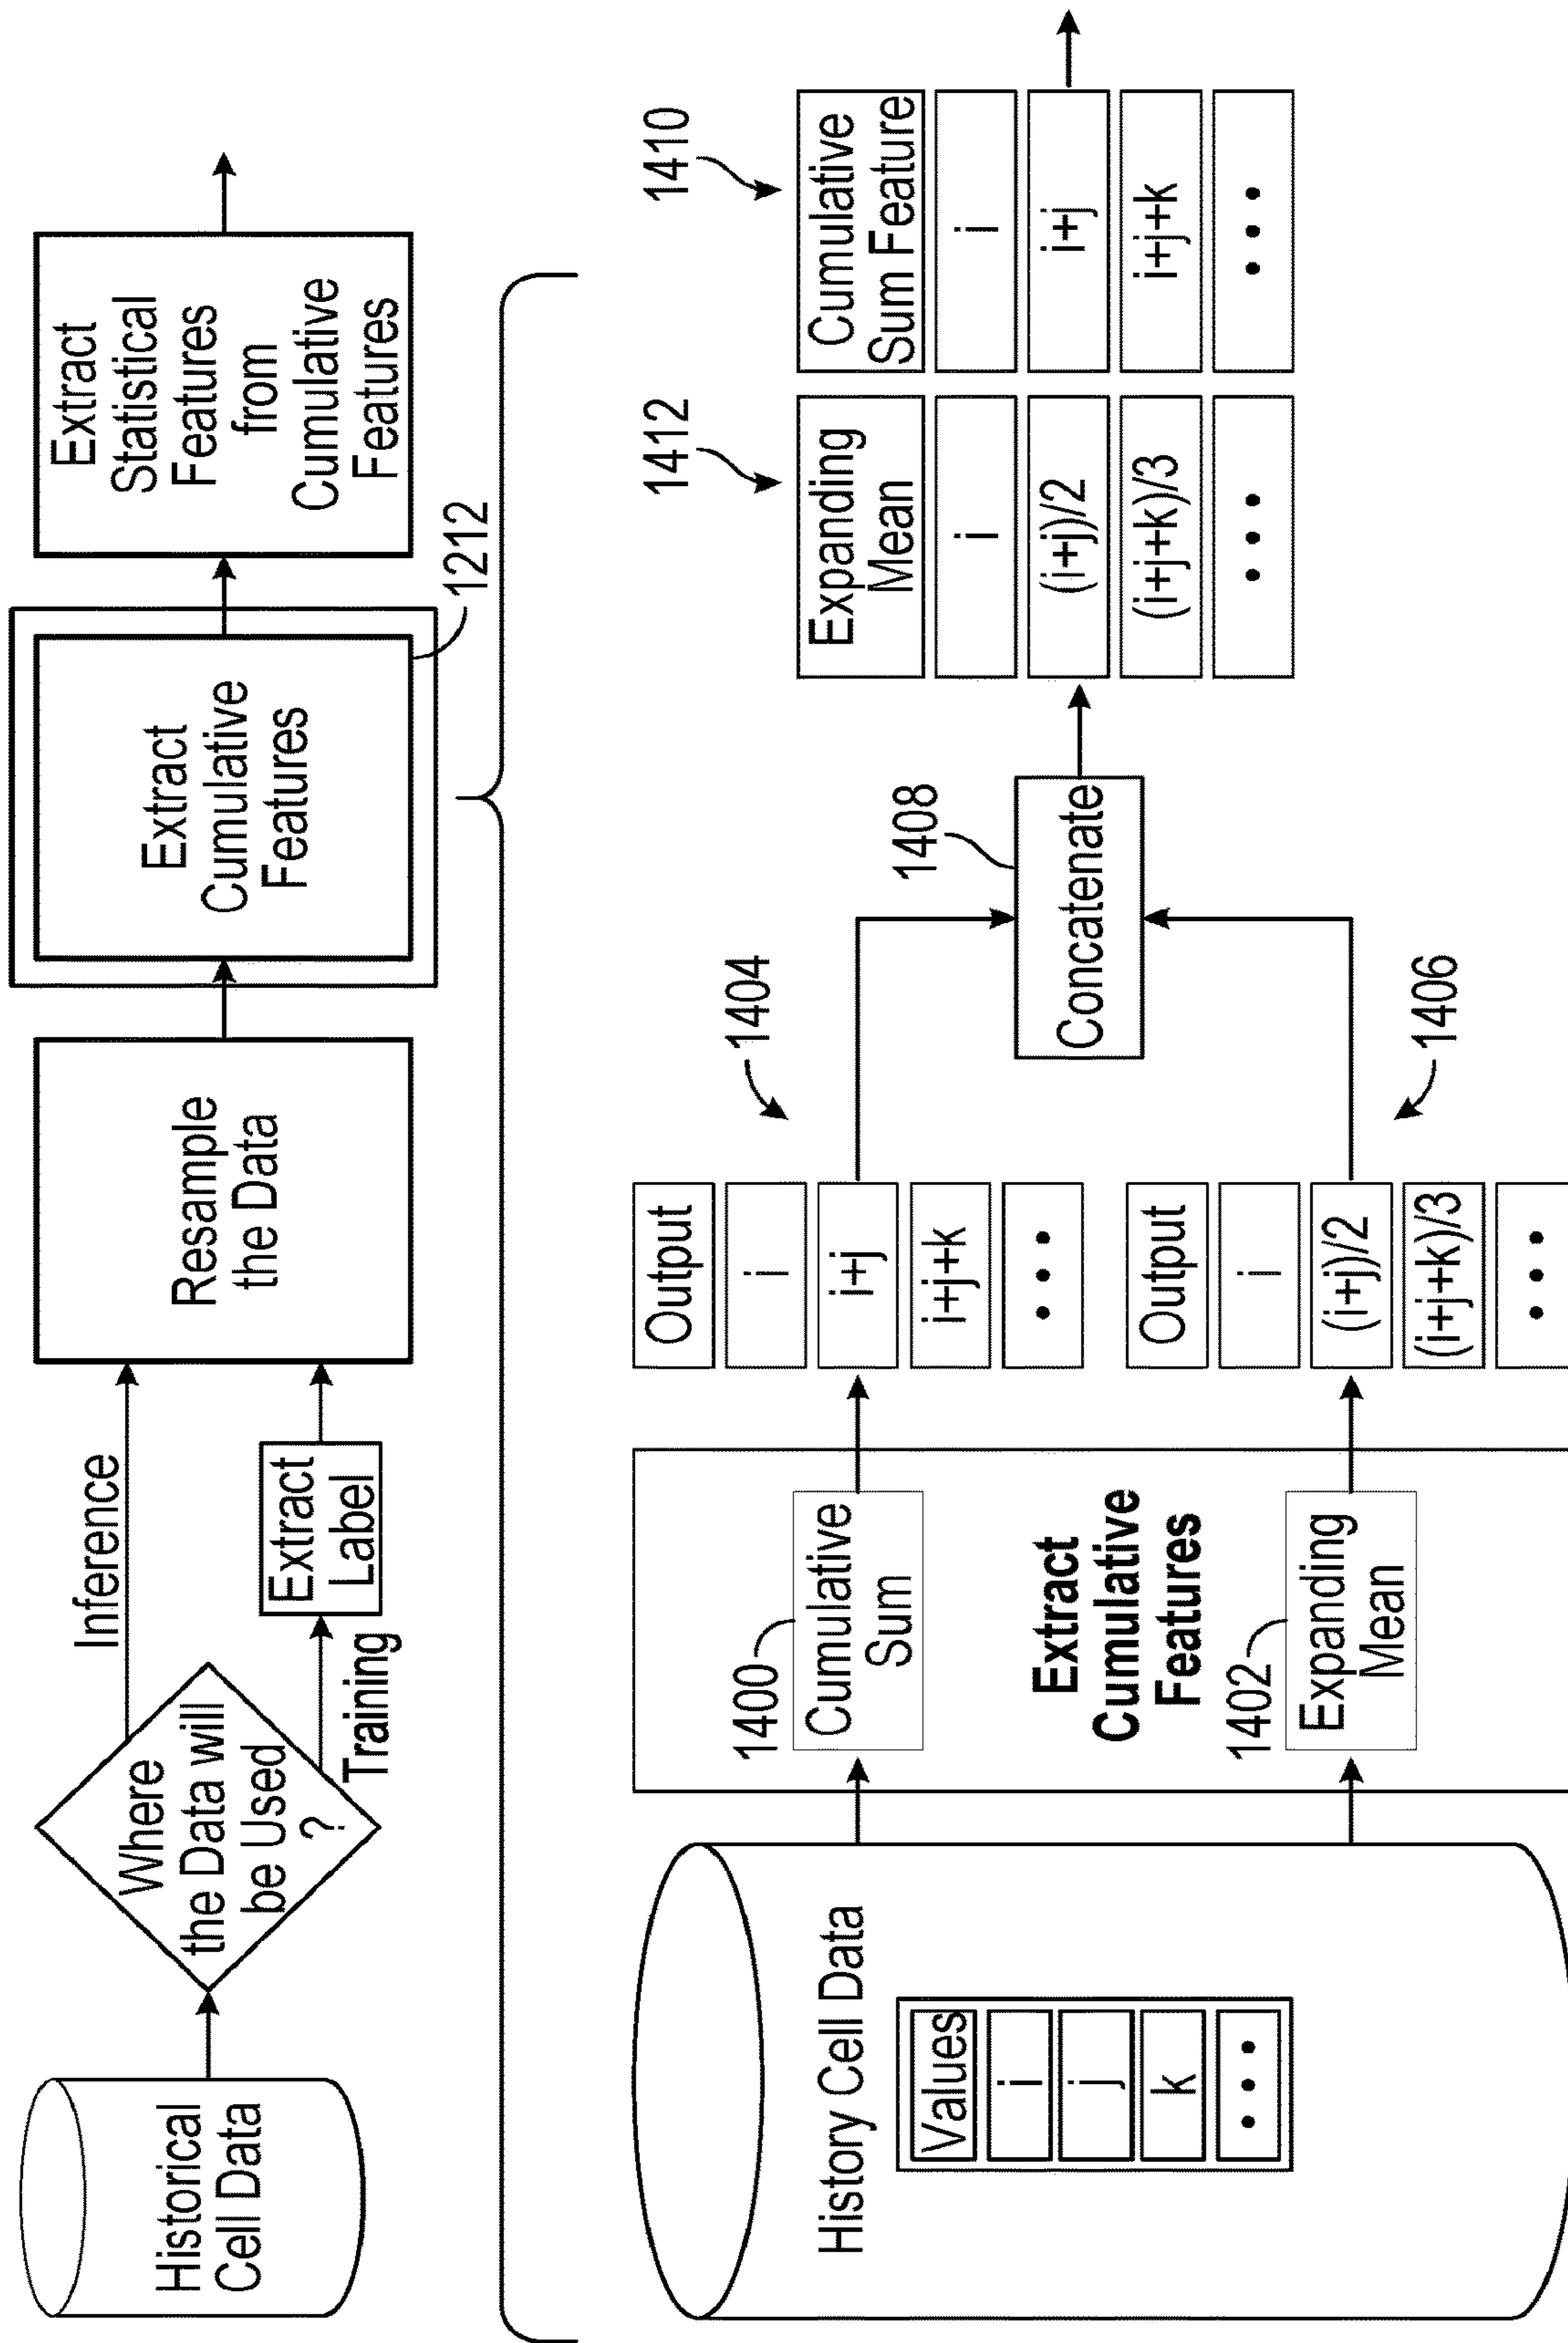 Historical
Cell Data
Where
the Data will
be Used
?
Inference
Training
Extract
Label
Resample
the Data
Extract
Cumulative
Features
1212
Extract
Statistical
Features
from
Cumulative
Features
History Cell Data
Values
i
j
k
•••
1400
Cumulative
Sum
Extract
Cumulative
Features
1402
Expanding
Mean
1404
Output
i
i+j
i+j+k
•••
1406
Output
i
(i+j)/2
(i+j+k)/3
•••
1408
Concatenate
1412
Expanding
Mean
i
(i+j)/2
(i+j+k)/3
•••
1410
Cumulative
Sum Feature
i
i+j
i+j+k
•••